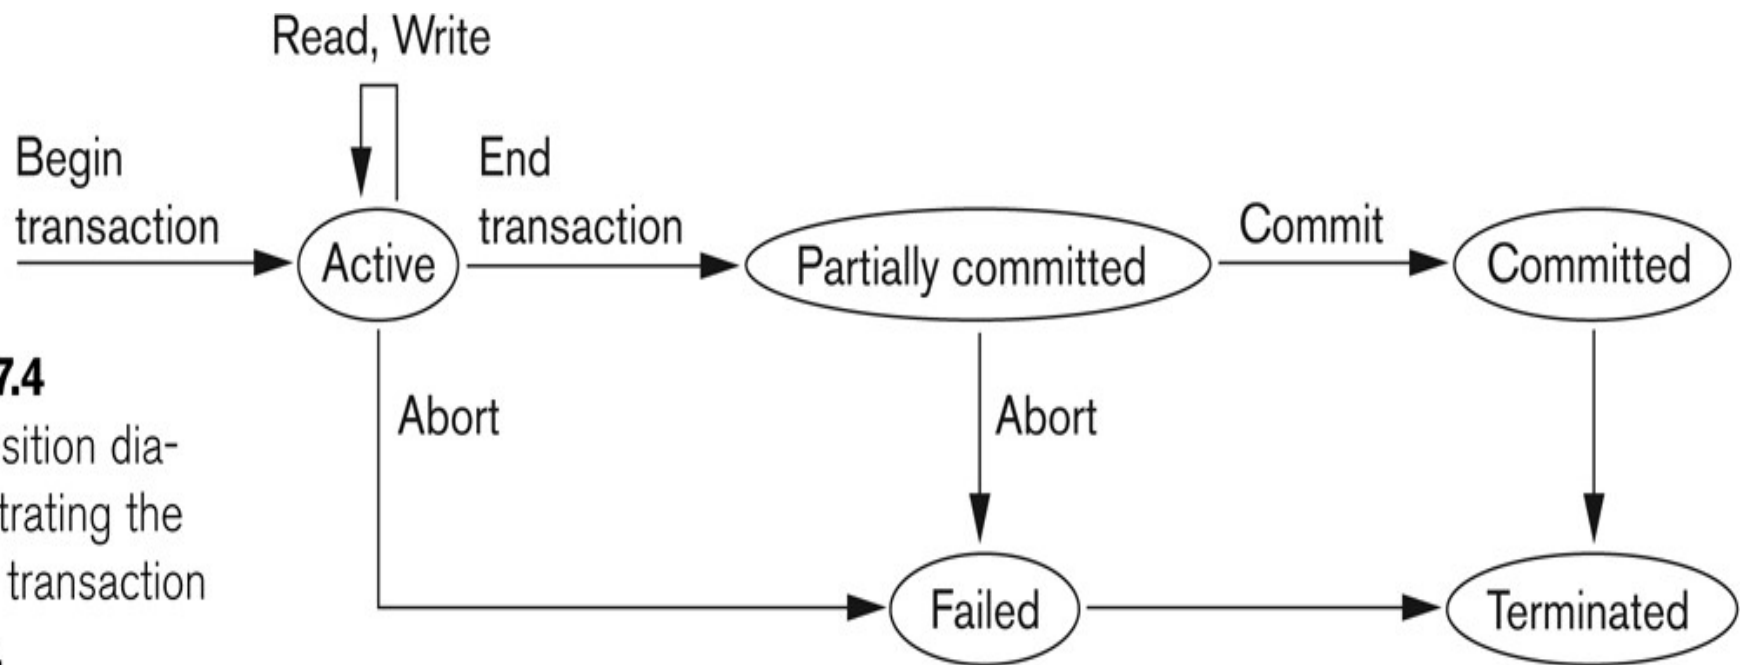 Read, Write
Begin
transaction
End
transaction
Active
Partially committed
Commit
Committed
Abort
Abort
Failed
Terminated
7.4
sition dia-
trating the
transaction